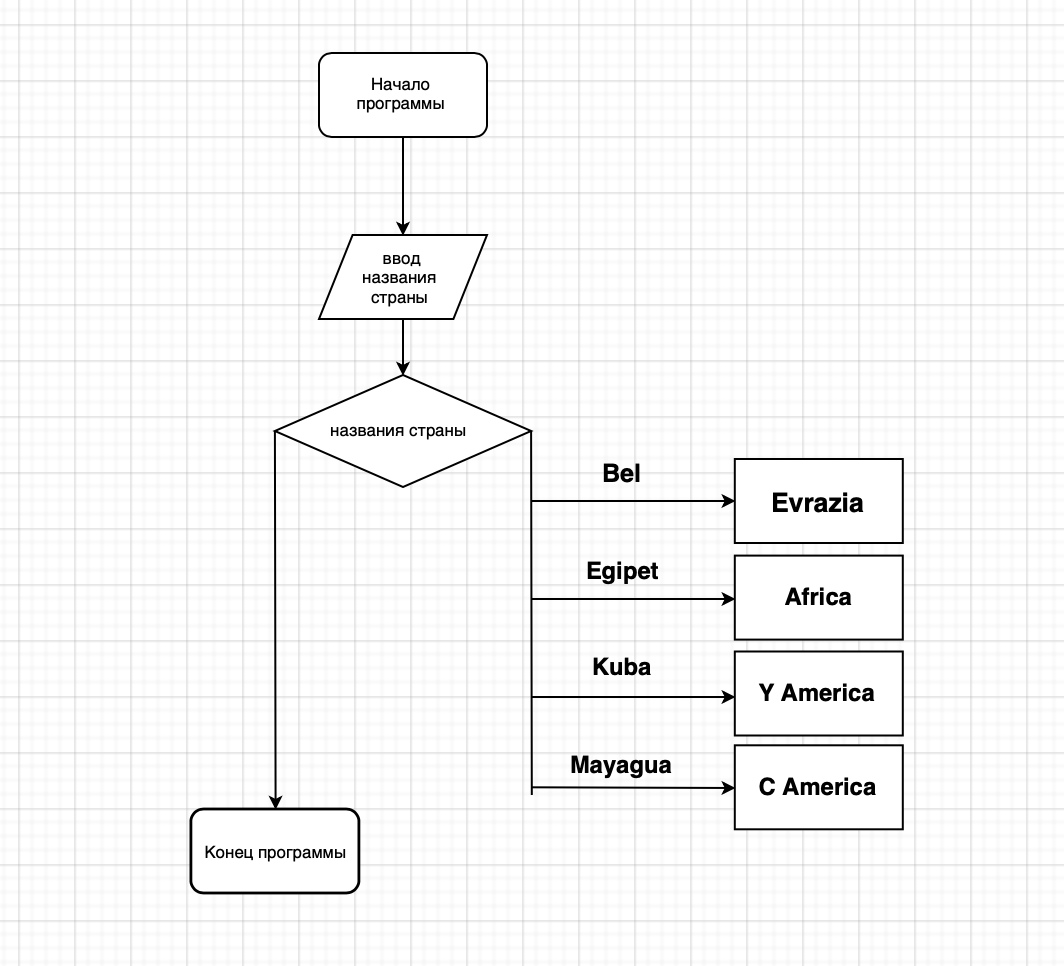 Начало
программы
ввод
названия
страны
названия страны
Bel
Evrazia
Egipet
Africa
Kuba
Y America
Mayagua
C America
Конец программы